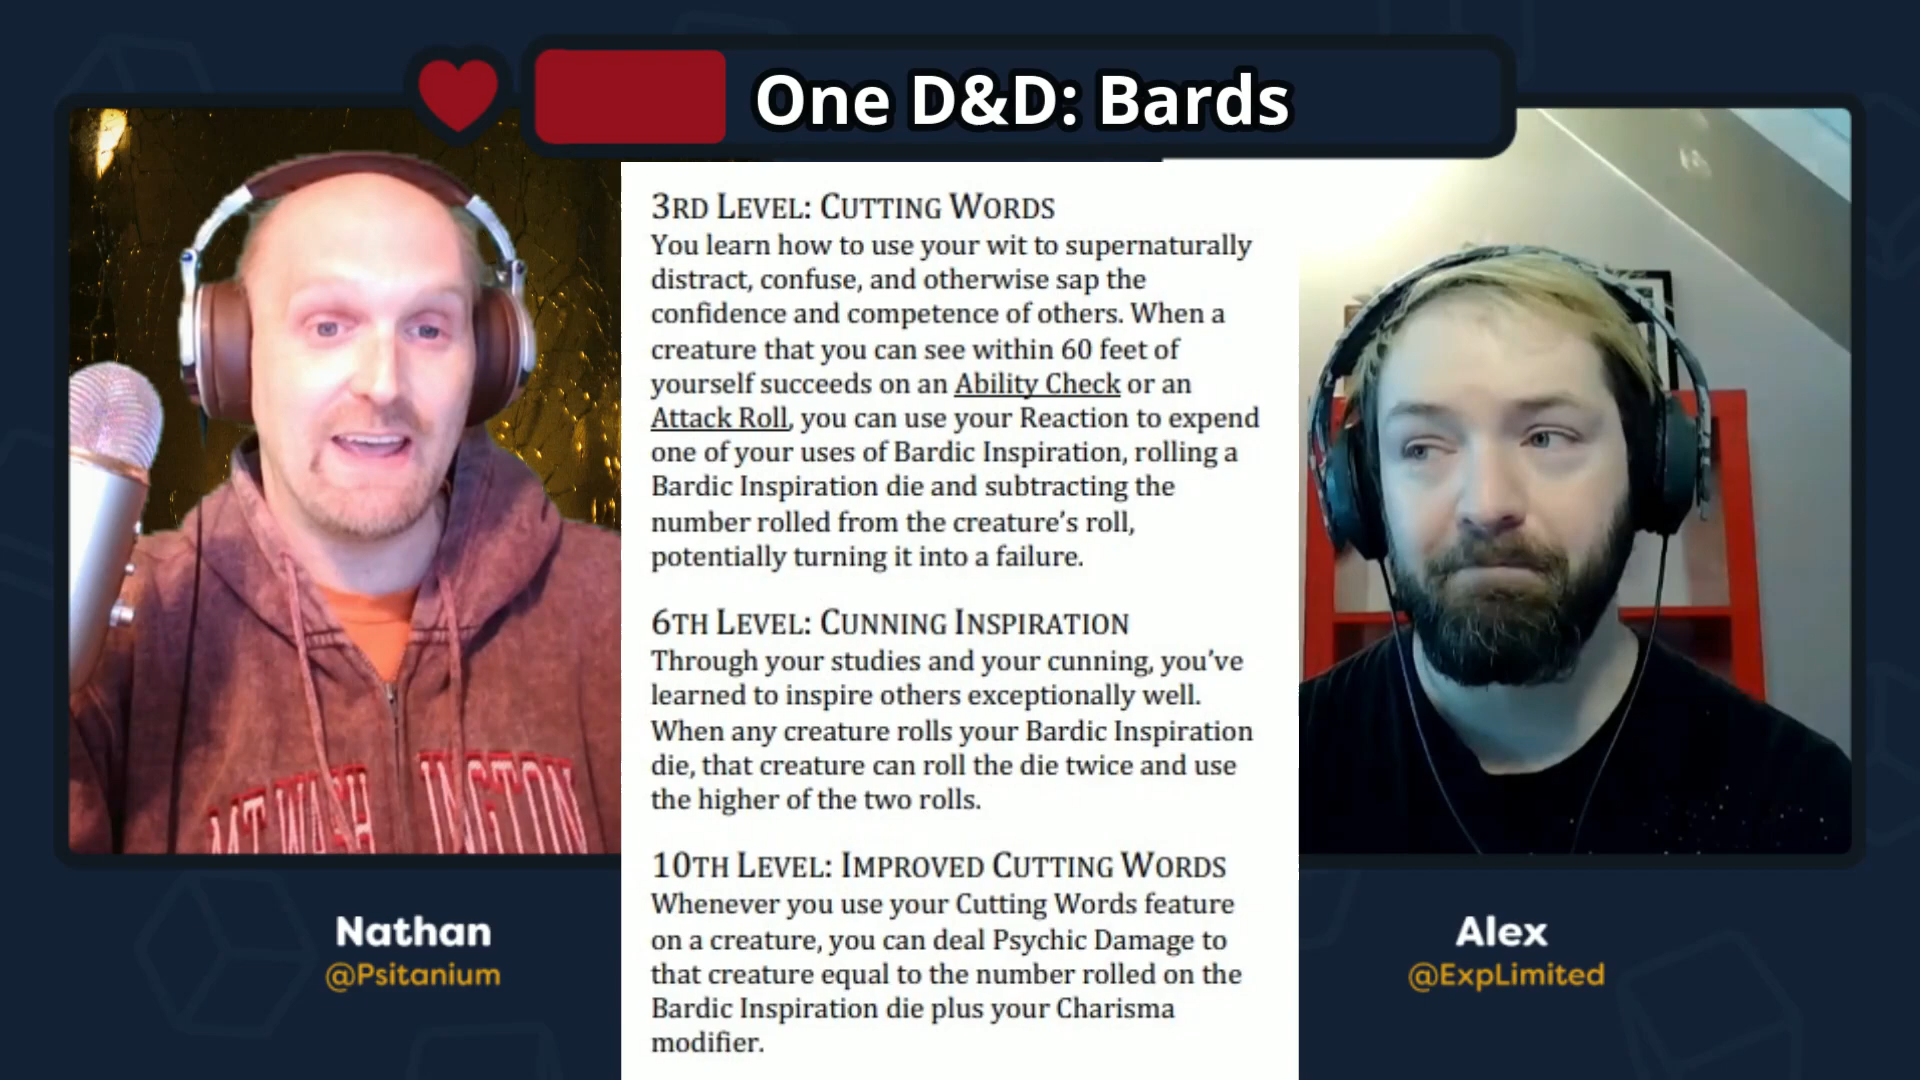 One D&D: Bards
3RD LEVEL: CUTTING WORDS
You learn how to use your wit to supernaturally
distract, confuse, and otherwise sap the
confidence and competence of others. When a
creature that you can see within 60 feet of
yourself succeeds on an Ability Check or an
Attack Roll, you can use your Reaction to expend
one of your uses of Bardic Inspiration, rolling a
Bardic Inspiration die and subtracting the
number rolled from the creature's roll,
potentially turning it into a failure.
6TH LEVEL: CUNNING INSPIRATION
Through your studies and your cunning, you've
learned to inspire others exceptionally well.
When any creature rolls your Bardic Inspiration
die, that creature can roll the die twice and use
the higher of the two rolls.
10TH LEVEL: IMPROVED CUTTING WORDS
Whenever you use your Cutting Words feature
on a creature, you can deal Psychic Damage to
that creature equal to the number rolled on the
Bardic Inspiration die plus your Charisma
modifier.
MT WASHINGTON
Nathan
@Psitanium
Alex
@ExpLimited